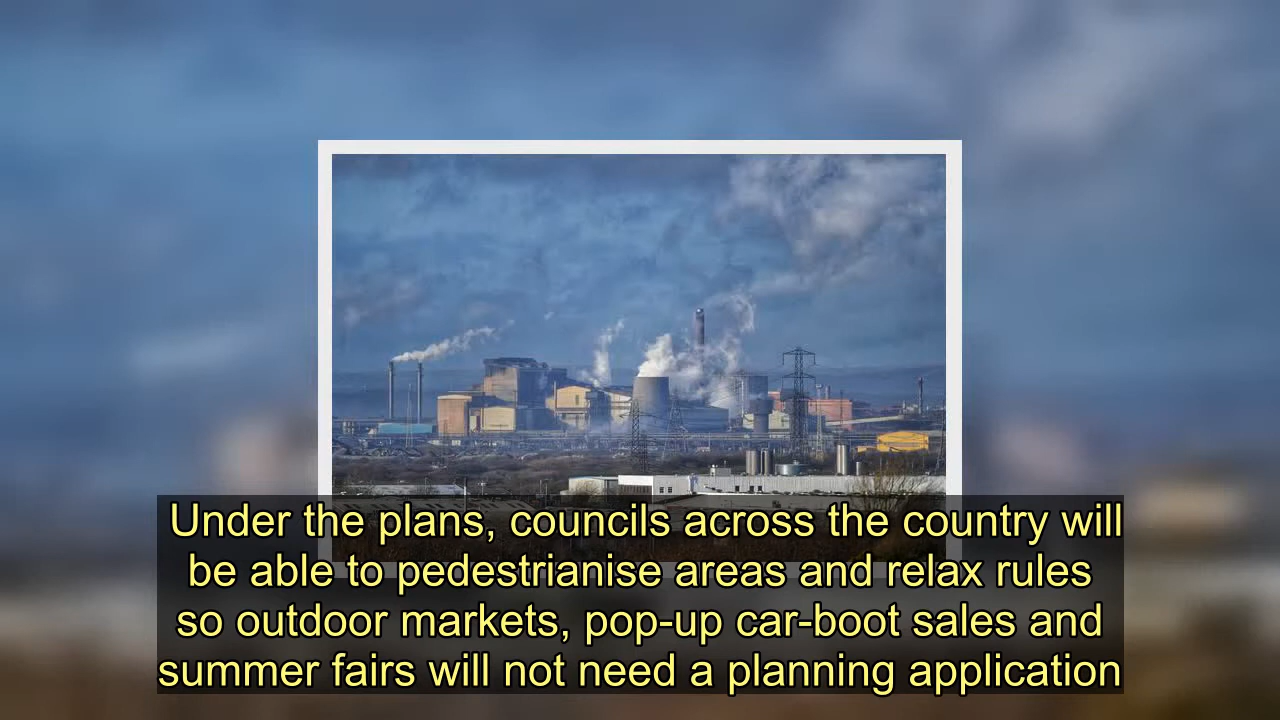 Under the plans, councils across the country will
be able to pedestrianise areas and relax rules
so outdoor markets, pop-up car-boot sales and
summer fairs will not need a planning application